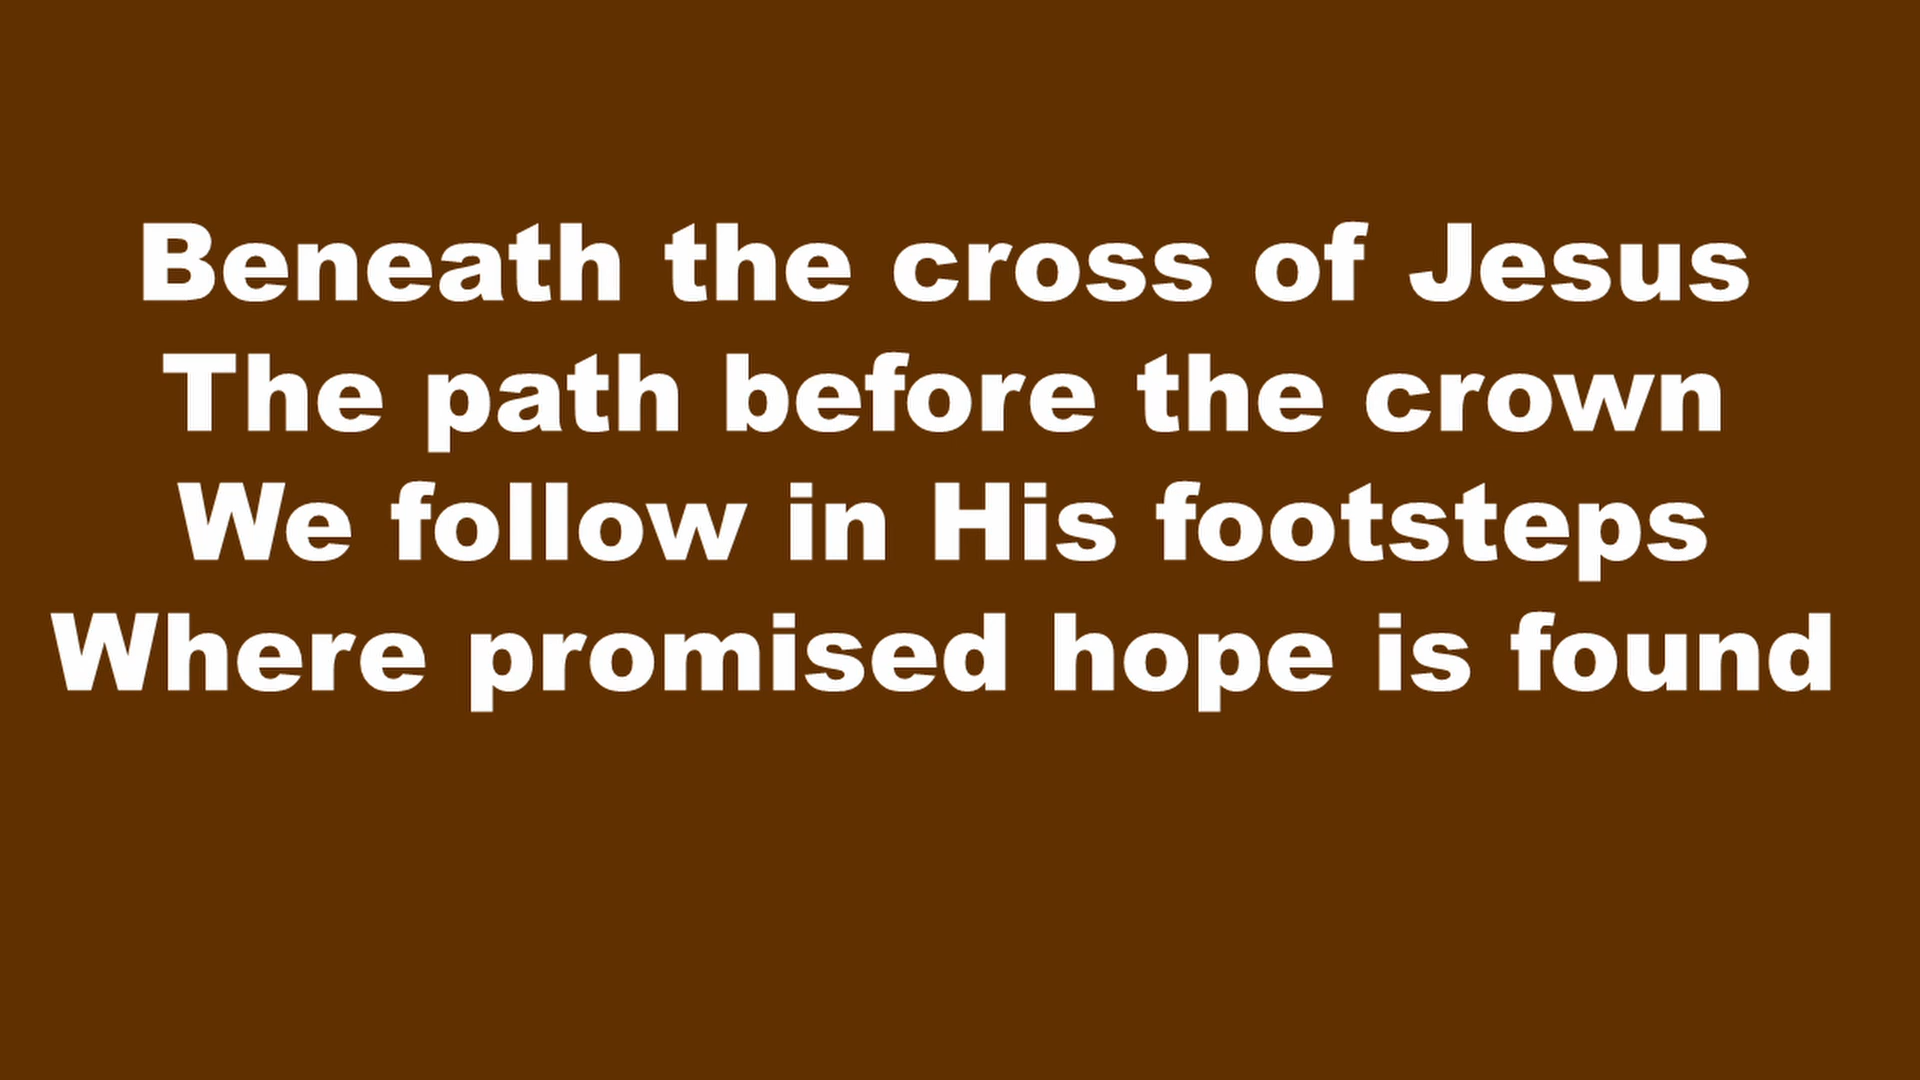 Beneath the cross of Jesus
The path before the crown
We follow in His footsteps
Where promised hope is found